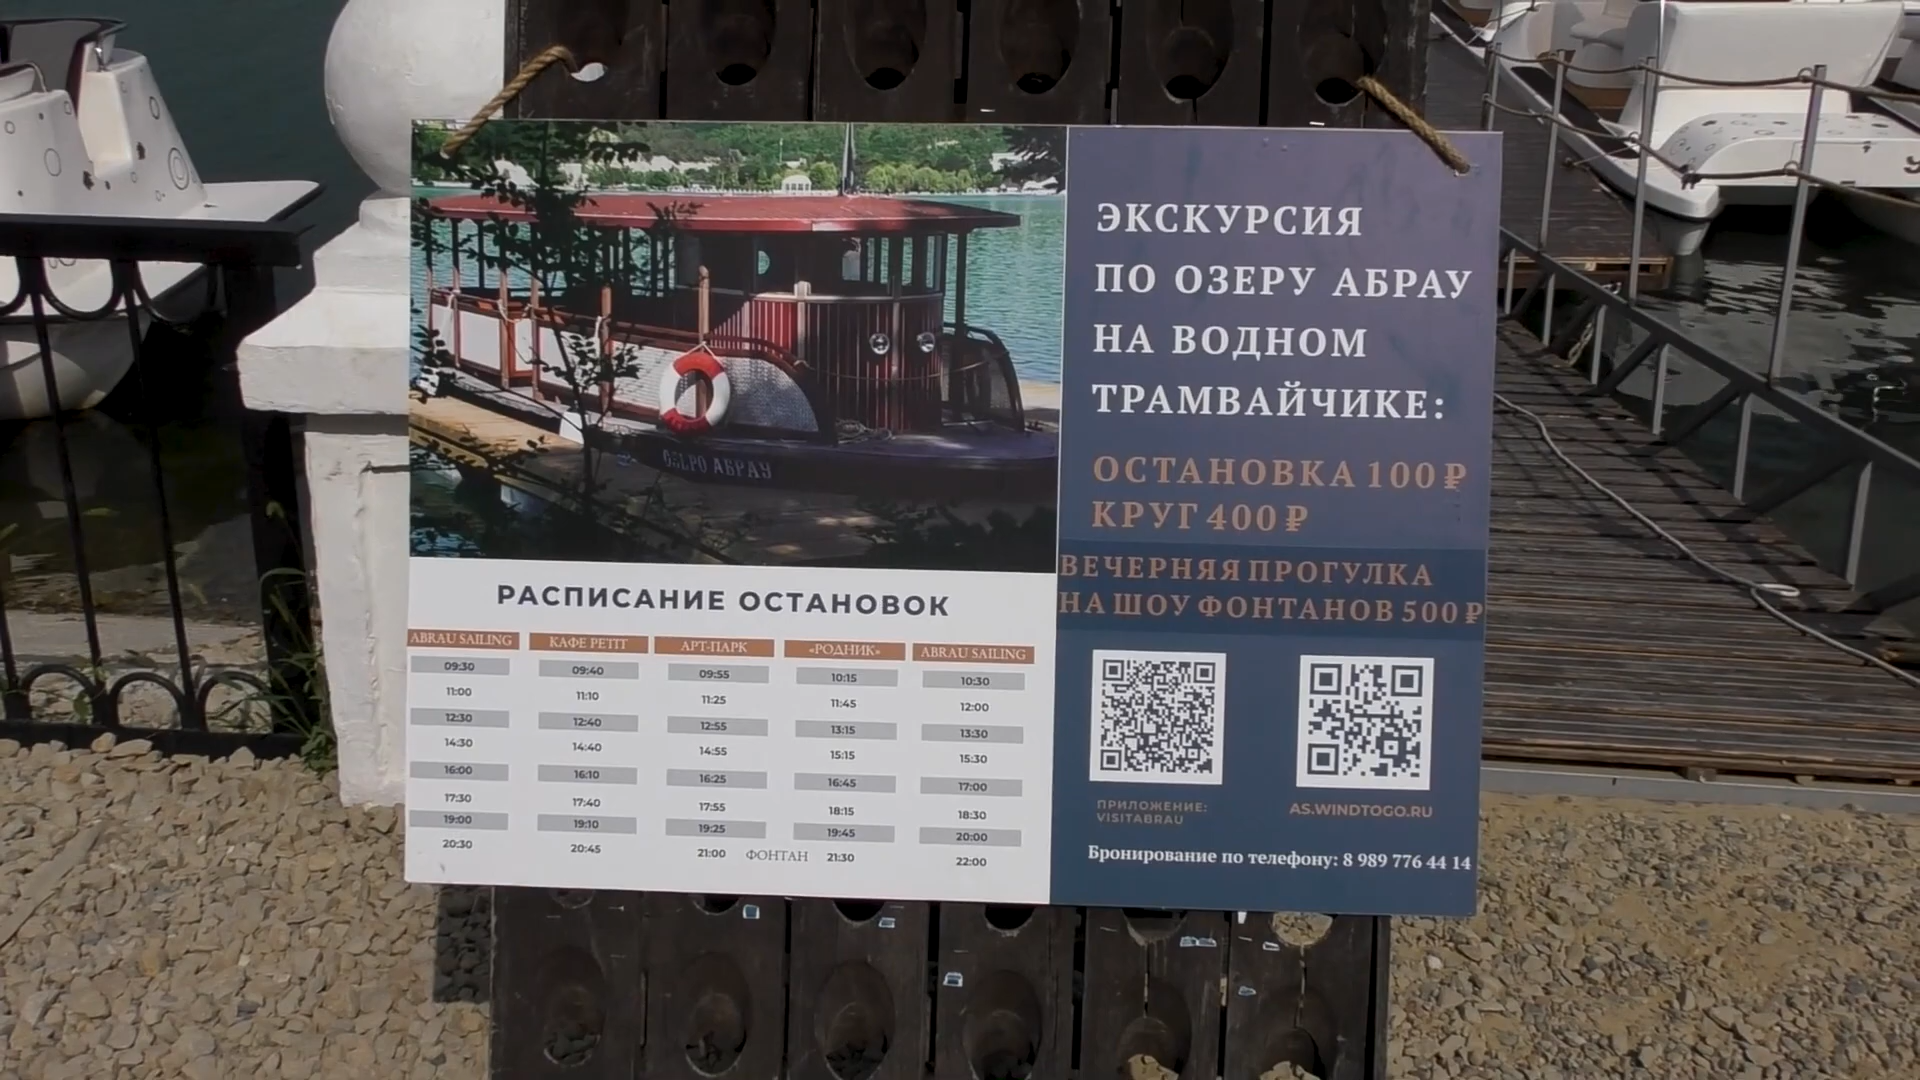 ЭКСКУРСИЯ
ПО ОЗЕРУ АБРАУ
НА ВОДНОМ
ТРАМВАЙЧИКЕ:
ОСТАНОВКА 100 ₽
КРУГ 400 ₽
ВЕЧЕРНЯЯ ПРОГУЛКА
НА ШОУ ФОНТАНОВ 500 ₽
ПРИЛОЖЕНИЕ:
VISITABRAU
AS.WINDTOGO.RU
Бронирование по телефону: 8 989 776 44 14
АБРАУ
РАСПИСАНИЕ ОСТАНОВОК
ABRAU SAILING КАФЕ РЕТГ АРТ-ПАРК «РОДНИК» ABRAU SAILING
09:30 09:40 09:55 10:15 10:30
11:00 11:10 11:25 11:45 12:00
12:30 12:40 12:55 13:15 13:30
14:30 14:40 14:55 15:15 15:30
16:00 16:10 16:25 16:45 17:00
17:30 17:40 17:55 18:15 18:30
19:00 19:10 19:25 19:45 20:00
20:30 20:45 21:00 ФОНТАН 21:30 22:00